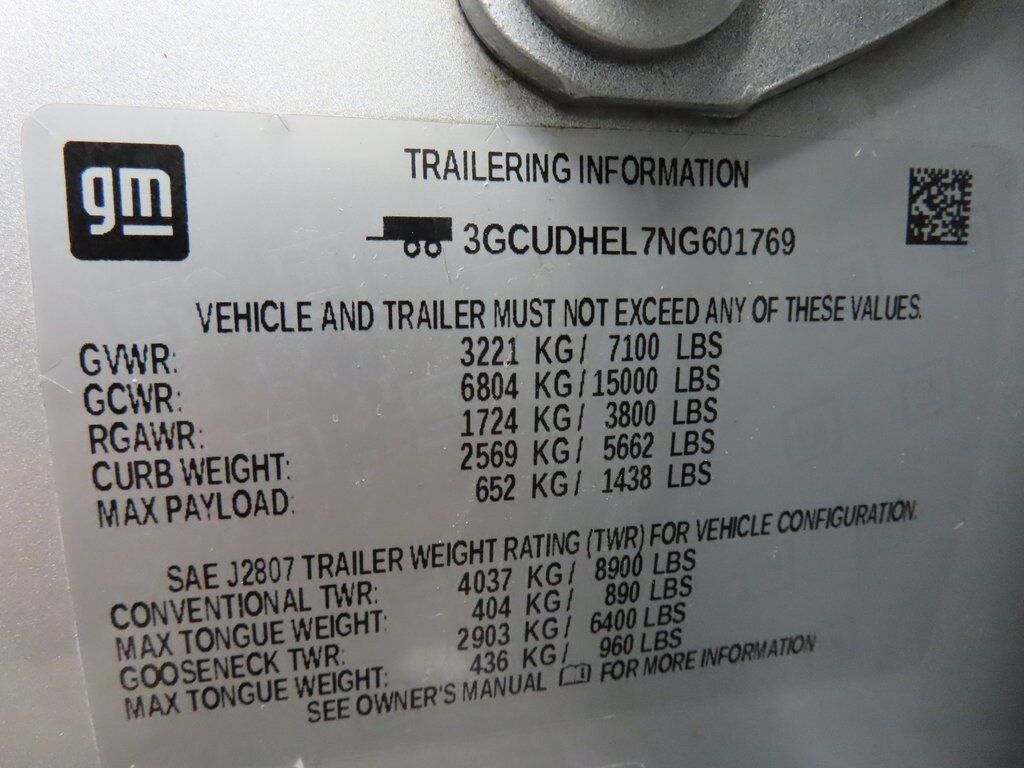 gm
TRAILERING INFORMATION
3GCUDHEL7NG601769
VEHICLE AND TRAILER MUST NOT EXCEED ANY OF THESE VALUES.
GVWR: 3221 KG/ 7100 LBS
GCWR: 6804 KG/15000 LBS
RGAWR: 1724 KG/ 3800 LBS
CURB WEIGHT: 2569 KG/ 5662 LBS
MAX PAYLOAD: 652 KG/ 1438 LBS
SAE J2807 TRAILER WEIGHT RATING (TWR) FOR VEHICLE CONFIGURATION.
CONVENTIONAL TWR: 4037 KG/ 8900 LBS
MAX TONGUE WEIGHT: 404 KG/ 890 LBS
GOOSENECK TWR: 2903 KG/ 6400 LBS
MAX TONGUE WEIGHT: 436 KG/ 960 LBS
SEE OWNER'S MANUAL FOR MORE INFORMATION